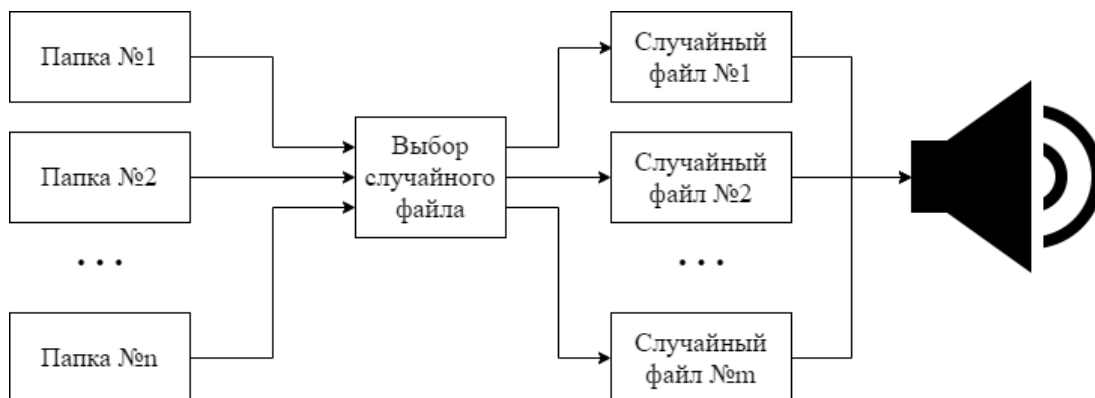 Папка №1
Папка №2
...
Папка №n
Выбор
случайного
файла
Случайный
файл №1
Случайный
файл №2
...
Случайный
файл №m